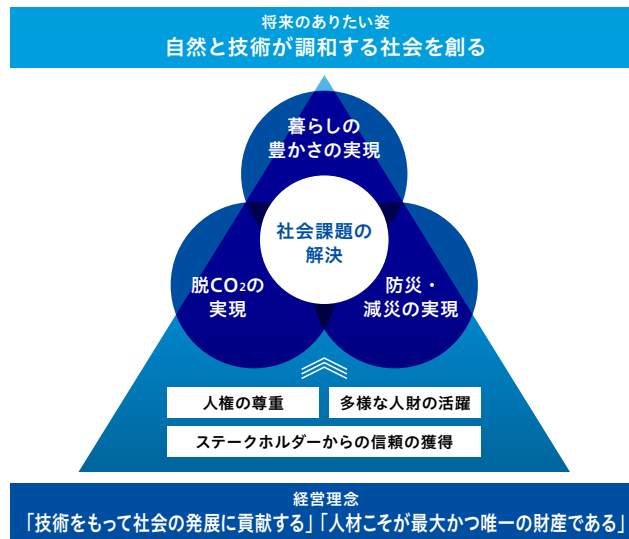 将来のありたい姿
自然と技術が調和する社会を創る
暮らしの
豊かさの実現
社会課題の
解決
脱CO₂の
実現
防災・
減災の実現
人権の尊重
多様な人財の活躍
ステークホルダーからの信頼の獲得
経営理念
「技術をもって社会の発展に貢献する」「人材こそが最大かつ唯一の財産である」